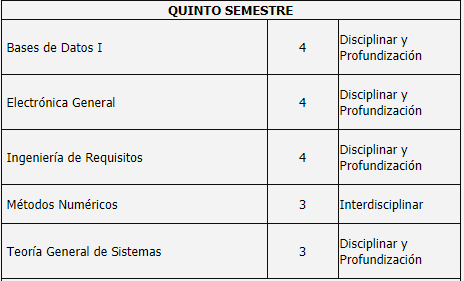 QUINTO SEMESTRE
Bases de Datos I 4 Disciplinar y
Profundización
Electrónica General 4 Disciplinar y
Profundización
Ingeniería de Requisitos 4 Disciplinar y
Profundización
Métodos Numéricos 3 Interdisciplinar
Teoría General de Sistemas 3 Disciplinar y
Profundización